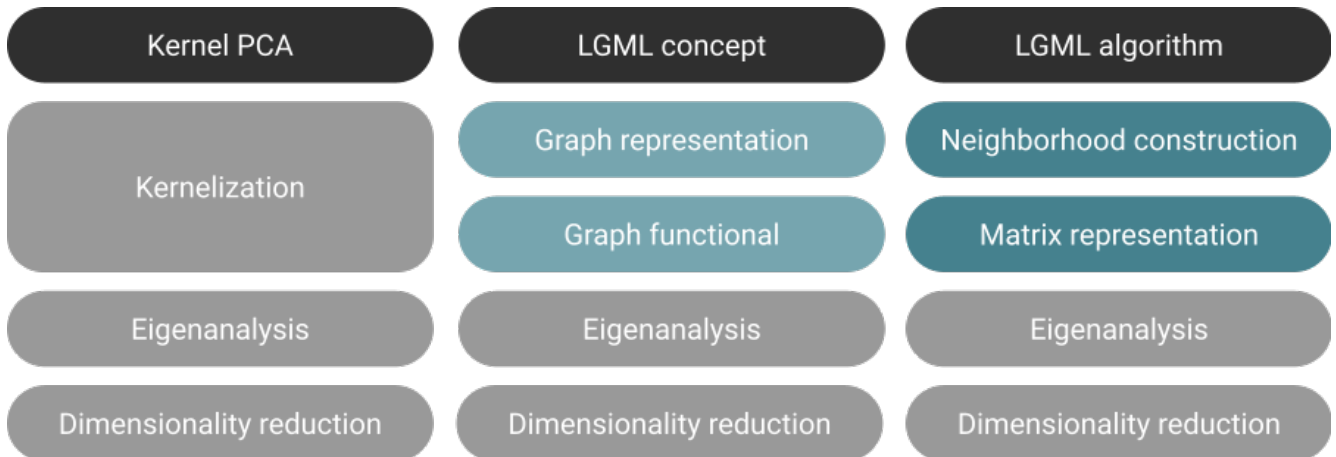 Kernel PCA
LGML concept
LGML algorithm
Kernelization
Graph representation
Neighborhood construction
Graph functional
Matrix representation
Eigenanalysis
Eigenanalysis
Eigenanalysis
Dimensionality reduction
Dimensionality reduction
Dimensionality reduction